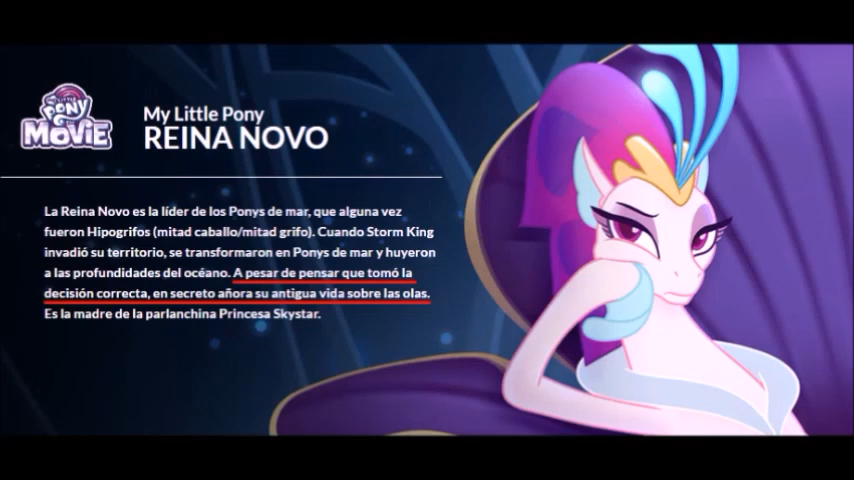 My Little Pony
THE MOVIE
My Little Pony
REINA NOVO
La Reina Novo es la líder de los Ponys de mar, que alguna vez
fueron Hipogrifos (mitad caballo/mitad grifo). Cuando Storm King
invadió su territorio, se transformaron en Ponys de mar y huyeron
a las profundidades del océano. A pesar de pensar que tomó la
decisión correcta, en secreto añora su antigua vida sobre las olas.
Es la madre de la parlanchina Princesa Skystar.